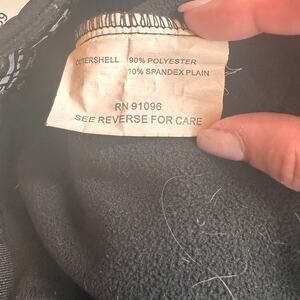 OUTERSHELL 90% POLYESTER
10% SPANDEX PLAIN
RN 91096
SEE REVERSE FOR CARE